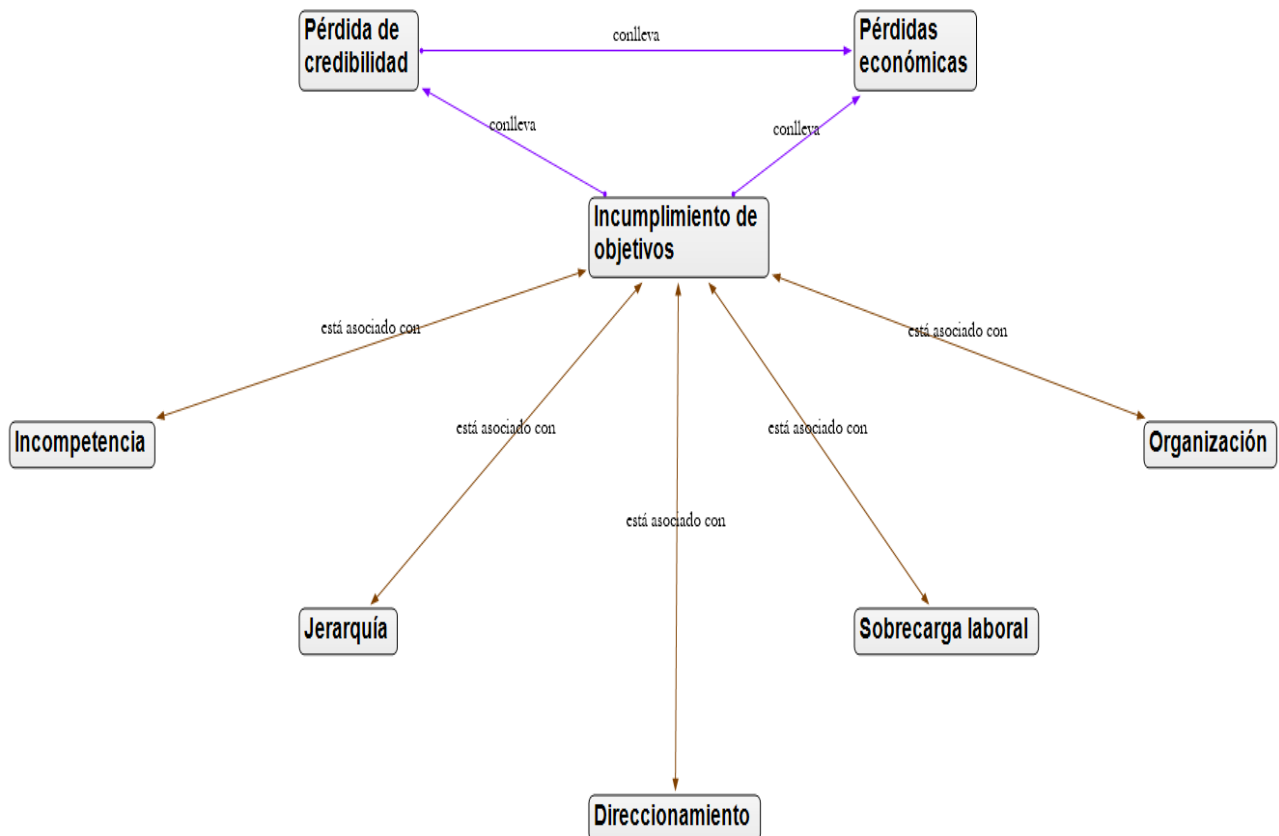 Pérdida de
credibilidad
conlleva
Pérdidas
económicas
conlleva
conlleva
Incumplimiento de
objetivos
está asociado con
está asociado con
Incompetencia
está asociado con
está asociado con
Organización
está asociado con
Jerarquía
Sobrecarga laboral
Direccionamiento